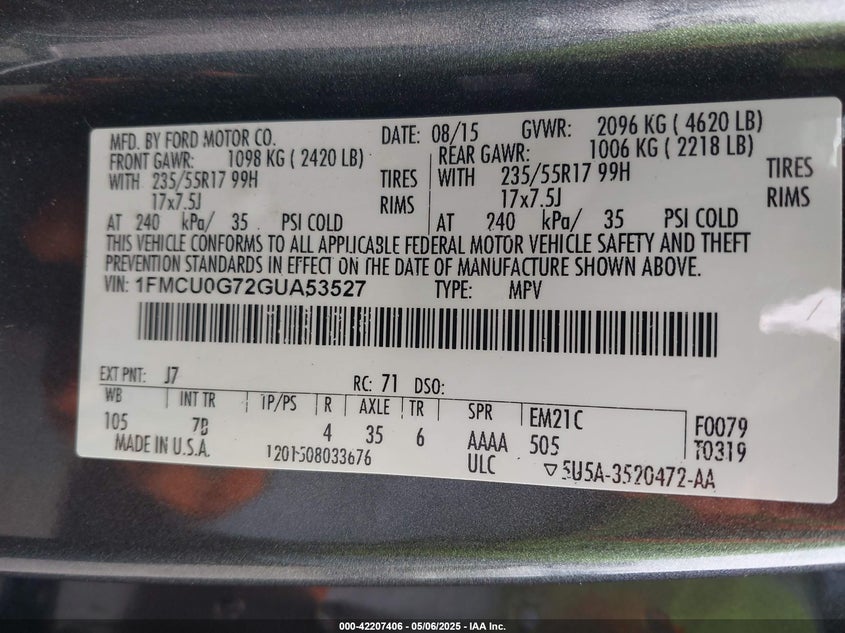 MFD. BY FORD MOTOR CO. DATE: 08/15 GVWR: 2096 KG ( 4620 LB)
FRONT GAWR: 1098 KG ( 2420 LB) REAR GAWR: 1006 KG ( 2218 LB)
WITH 235/55R17 99H TIRES WITH 235/55R17 99H TIRES
17x7.5J RIMS 17x7.5J RIMS
AT 240 kPa/ 35 PSI COLD AT 240 kPa/ 35 PSI COLD
THIS VEHICLE CONFORMS TO ALL APPLICABLE FEDERAL MOTOR VEHICLE SAFETY AND THEFT
PREVENTION STANDARDS IN EFFECT ON THE DATE OF MANUFACTURE SHOWN ABOVE.
VIN: 1FMCU0G72GUA53527 TYPE: MPV
EXT PNT: J7 RC: 71 DSO:
WB INT TR TP/PS R AXLE TR SPR EM21C F0079
105 7B 4 35 6 AAAA 505 T0319
MADE IN U.S.A. 1201508033676 ULC ▽5U5A-3520472-AA
000-42207406 - 05/06/2025 - IAA Inc.